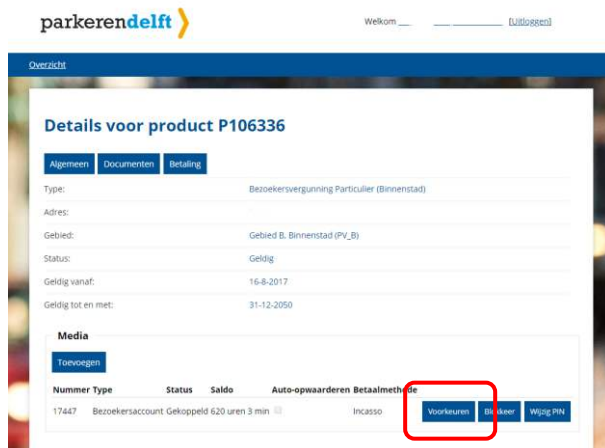 parkerendelft
Welkom [Uitloggen]
Overzicht
Details voor product P106336
Algemeen Documenten Betaling
Type: Bezoekersvergunning Particulier (Binnenstad)
Adres:
Gebied: Gebied B, Binnenstad (PV_B)
Status: Geldig
Geldig vanaf: 16-8-2017
Geldig tot en met: 31-12-2050
Media
Toevoegen
Nummer Type Status Saldo Auto-opwaarderen Betaalmethode
17447 Bezoekersaccount Gekoppeld 620 uren 3 min Incasso Voorkeuren Blokkeer Wijzig PIN